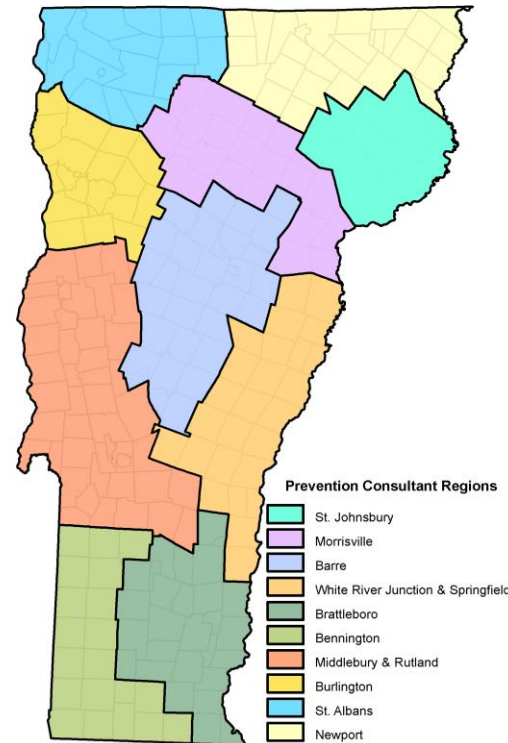 Prevention Consultant Regions
St. Johnsbury
Morrisville
Barre
White River Junction & Springfield
Brattleboro
Bennington
Middlebury & Rutland
Burlington
St. Albans
Newport